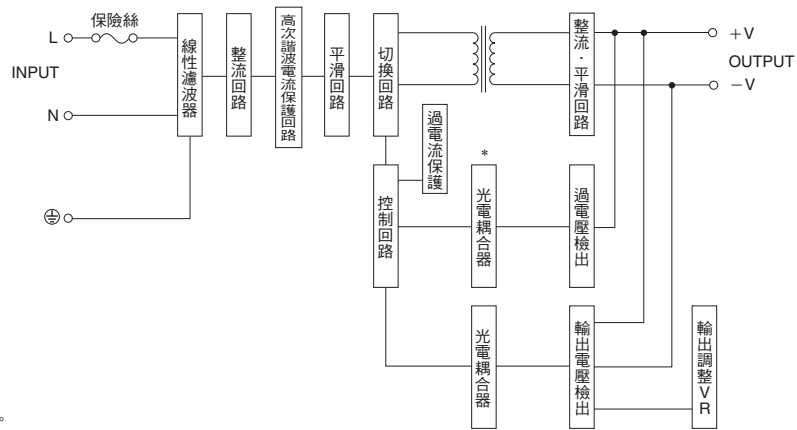 保險絲
L
INPUT
N
線性濾波器
整流回路
高次諧波電流保護回路
平滑回路
切換回路
整流·平滑回路
+V
OUTPUT
−V
過電流保護
控制回路
*
光電耦合器
過電壓檢出
光電耦合器
輸出電壓檢出
輸出調整VR
。